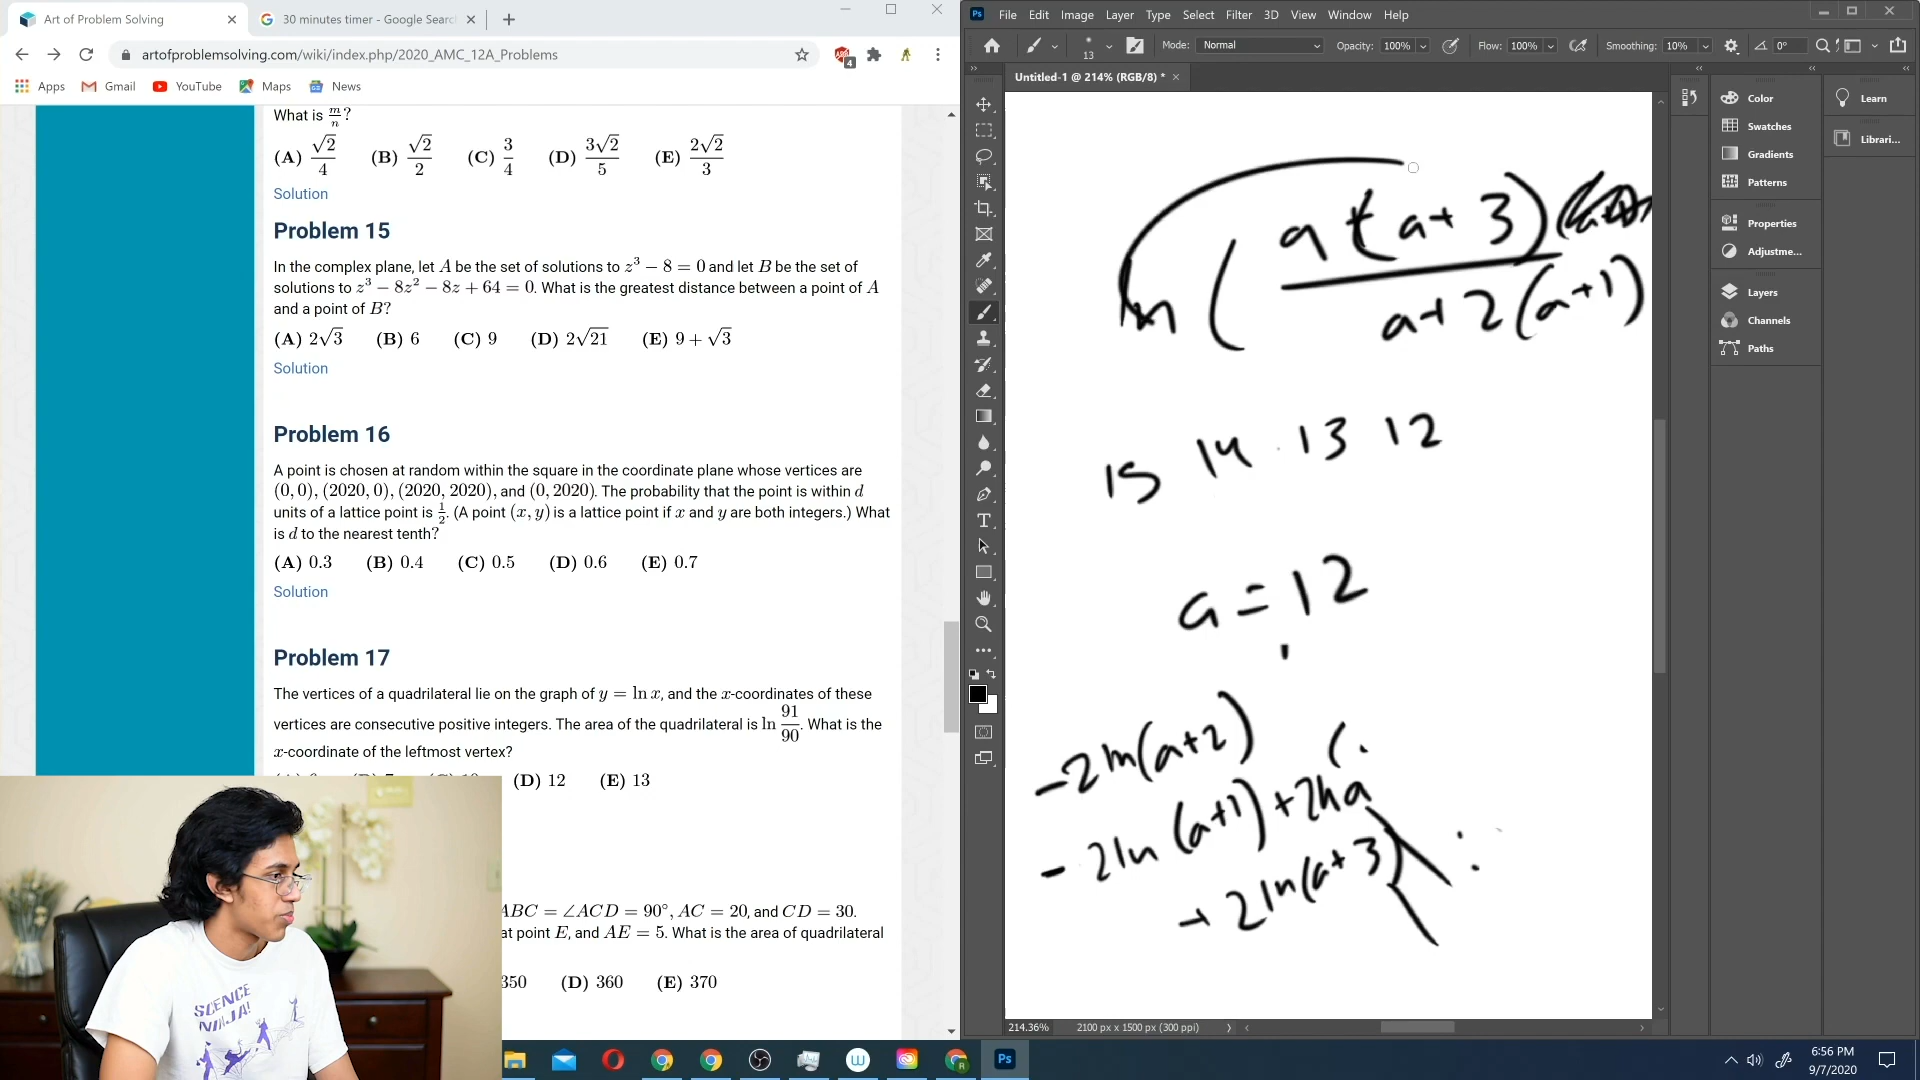 Art of Problem Solving
30 minutes timer - Google Searc
artofproblemsolving.com/wiki/index.php/2020_AMC_12A_Problems
4
Apps Gmail YouTube Maps News
What is m/n?
(A) √2/4 (B) √2/2 (C) 3/4 (D) 3√2/5 (E) 2√2/3
Solution
Problem 15
In the complex plane, let A be the set of solutions to z³ − 8 = 0 and let B be the set of
solutions to z³ − 8z² − 8z + 64 = 0. What is the greatest distance between a point of A
and a point of B?
(A) 2√3 (B) 6 (C) 9 (D) 2√21 (E) 9 + √3
Solution
Problem 16
A point is chosen at random within the square in the coordinate plane whose vertices are
(0, 0), (2020, 0), (2020, 2020), and (0, 2020). The probability that the point is within d
units of a lattice point is 1/2. (A point (x, y) is a lattice point if x and y are both integers.) What
is d to the nearest tenth?
(A) 0.3 (B) 0.4 (C) 0.5 (D) 0.6 (E) 0.7
Solution
Problem 17
The vertices of a quadrilateral lie on the graph of y = ln x, and the x-coordinates of these
vertices are consecutive positive integers. The area of the quadrilateral is ln 91/90. What is the
x-coordinate of the leftmost vertex?
(D) 12 (E) 13
ABC = ∠ACD = 90°, AC = 20, and CD = 30.
at point E, and AE = 5. What is the area of quadrilateral
350 (D) 360 (E) 370
SCIENCE
NINJA!
Ps File Edit Image Layer Type Select Filter 3D View Window Help
13 Mode: Normal Opacity: 100% Flow: 100% Smoothing: 10% 0°
Untitled-1 @ 214% (RGB/8) *
ln ( a (a+3)
a+2(a+1)
15 14 13 12
a = 12
-2ln(a+2)
-2ln(a+1)+2ln a
+2ln(a+3)
Color
Swatches
Gradients
Patterns
Properties
Adjustme...
Layers
Channels
Paths
Learn
Librari...
214.36% 2100 px x 1500 px (300 ppi)
Ps
6:56 PM
9/7/2020